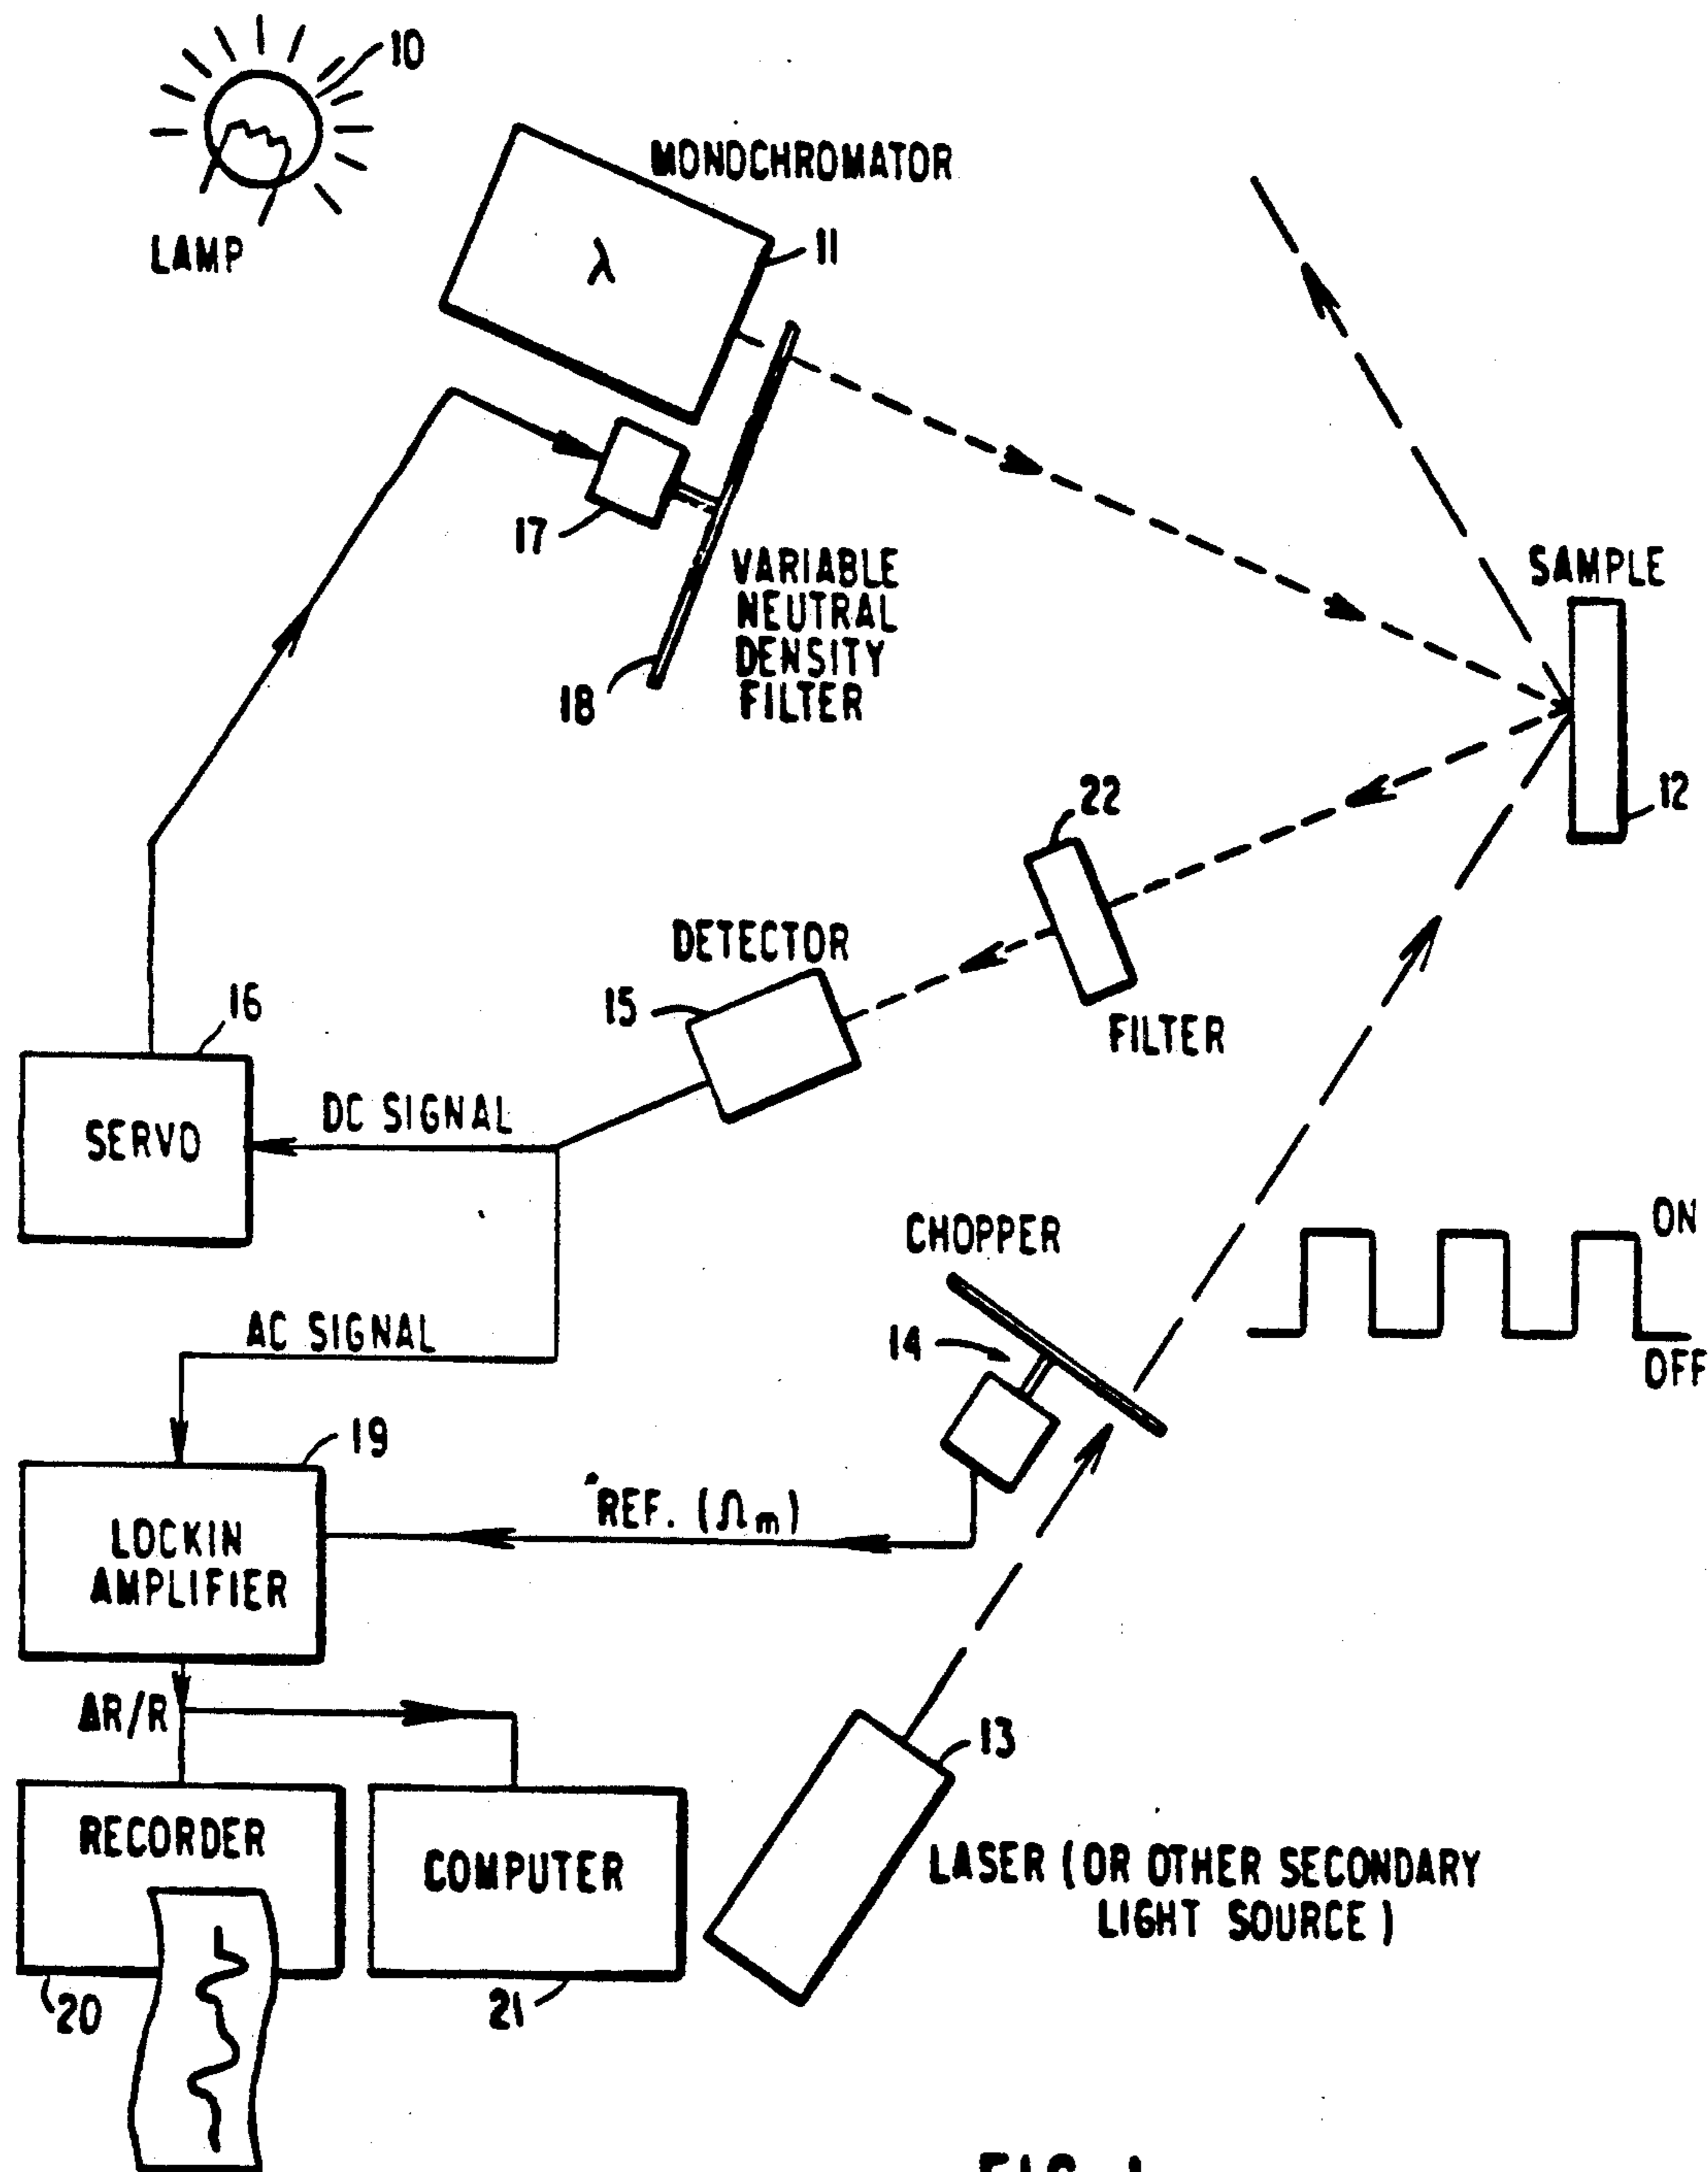 10
LAMP
MONOCHROMATOR
λ
11
17
VARIABLE
NEUTRAL
DENSITY
FILTER
18
SAMPLE
12
22
FILTER
DETECTOR
15
16
SERVO
DC SIGNAL
AC SIGNAL
CHOPPER
14
ON
OFF
19
LOCKIN
AMPLIFIER
REF. (Ωm)
ΔR/R
RECORDER
20
COMPUTER
21
13
LASER (OR OTHER SECONDARY
LIGHT SOURCE)
FIG. 1